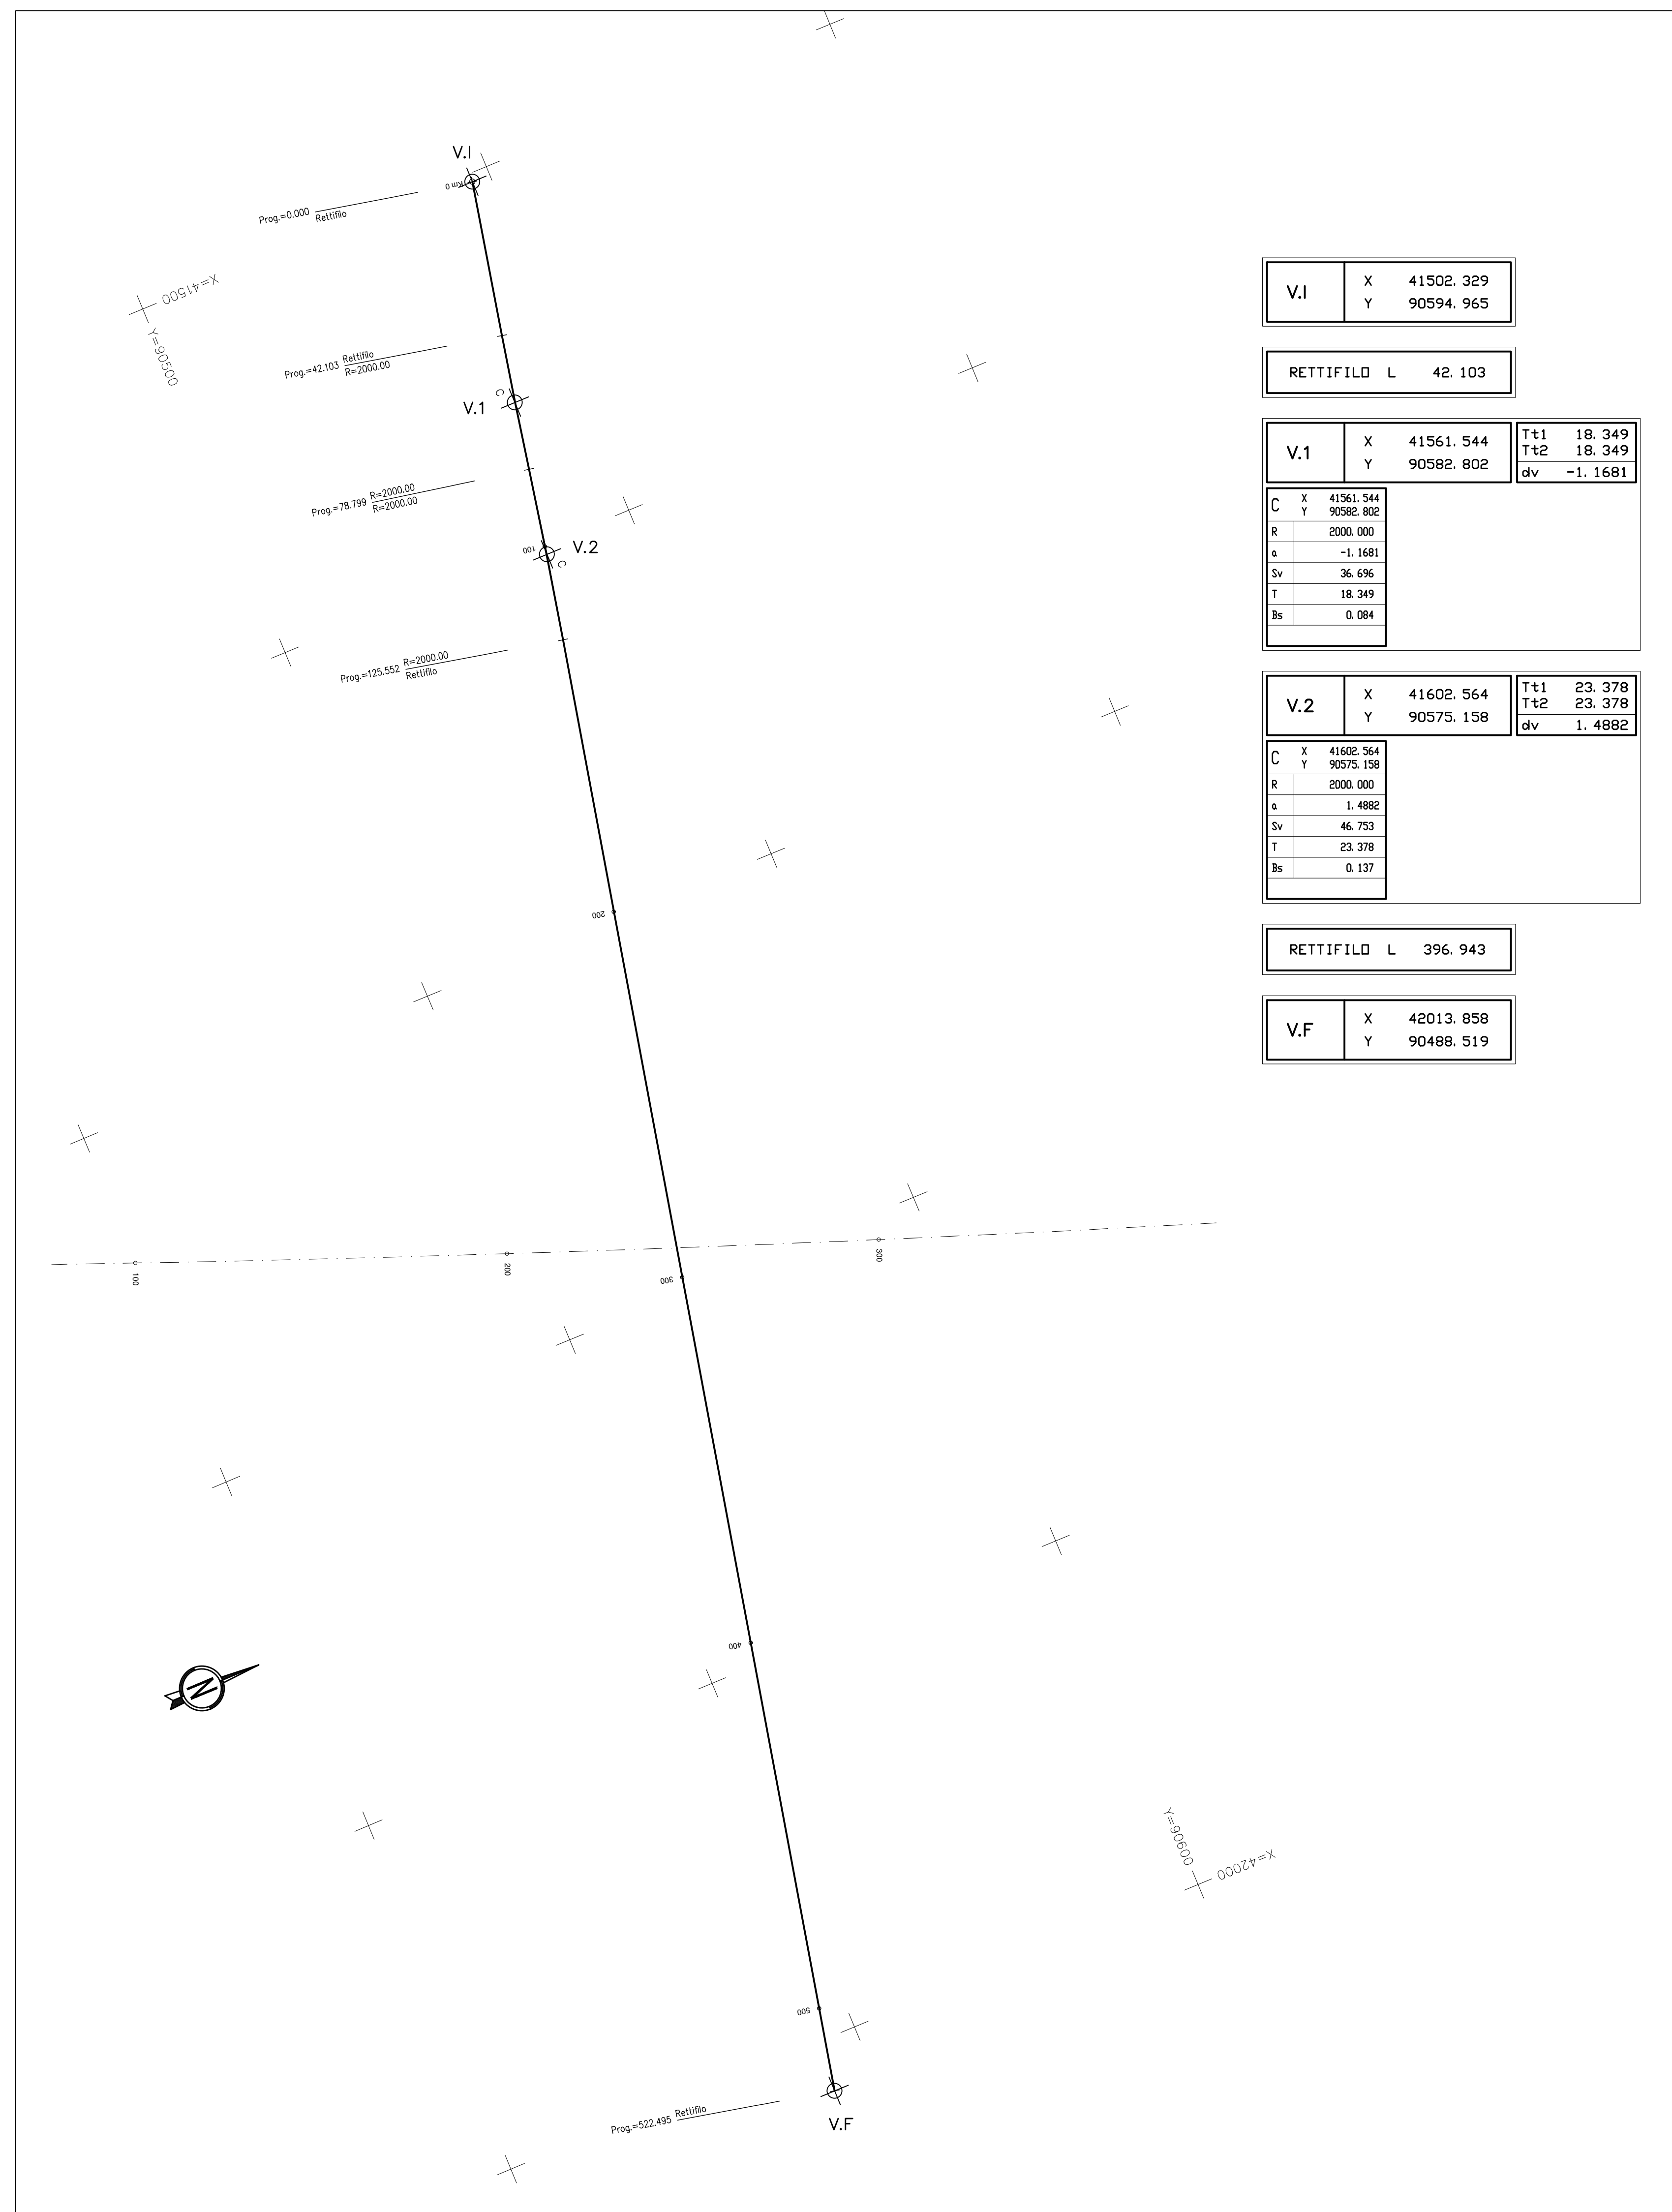 V.I
Km 0
Prog.=0.000
Rettifilo
X=41500
Y=90500
Prog.=42.103
Rettifilo
R=2000.00
C
V.1
Prog.=78.799
R=2000.00
R=2000.00
100
V.2
C
Prog.=125.552
R=2000.00
Rettifilo
200
100
200
300
300
400
N
Y=90600
X=42000
500
Prog.=522.495
Rettifilo
V.F
V.I
X 41502.329
Y 90594.965
RETTIFILO L 42.103
V.1
X 41561.544
Y 90582.802
Tt1 18.349
Tt2 18.349
dv -1.1681
C
X 41561.544
Y 90582.802
R 2000.000
a -1.1681
Sv 36.696
T 18.349
Bs 0.084
V.2
X 41602.564
Y 90575.158
Tt1 23.378
Tt2 23.378
dv 1.4882
C
X 41602.564
Y 90575.158
R 2000.000
a 1.4882
Sv 46.753
T 23.378
Bs 0.137
RETTIFILO L 396.943
V.F
X 42013.858
Y 90488.519